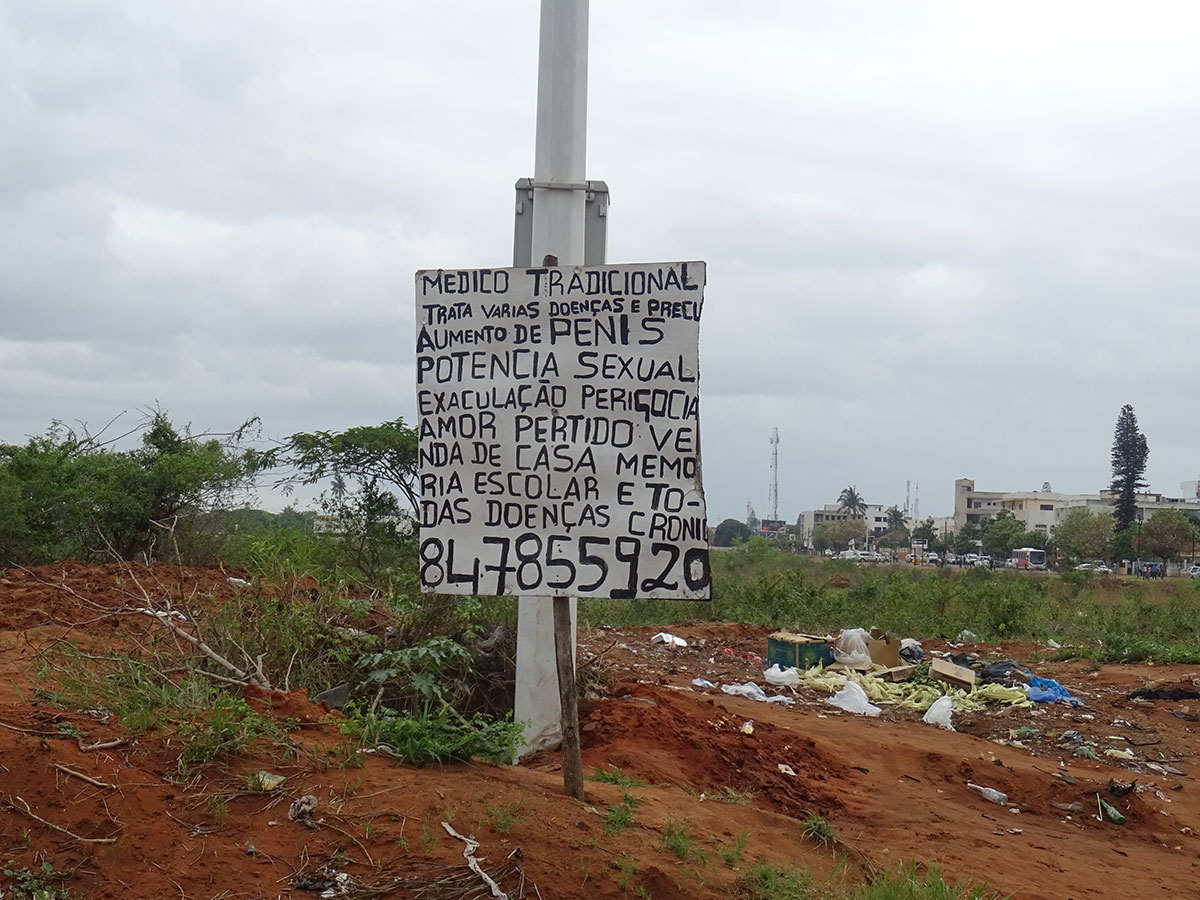 MEDICO TRADICIONAL
TRATA VARIAS DOENÇAS E PRECU
AUMENTO DE PENIS
POTENCIA SEXUAL
EXACULAÇÃO PERIGOCIA
AMOR PERTIDO VE
NDA DE CASA MEMO
RIA ESCOLAR E TO-
DAS DOENÇAS CRONIC
847855920